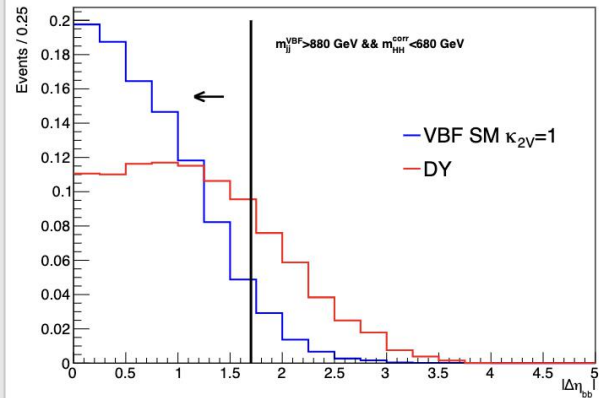 Events / 0.25
0.2
0.18
0.16
0.14
0.12
0.1
0.08
0.06
0.04
0.02
0
m_jj^VBF>880 GeV && m_HH^corr<680 GeV
VBF SM κ_2V=1
DY
0 0.5 1 1.5 2 2.5 3 3.5 4 4.5 5
|Δη_bb|